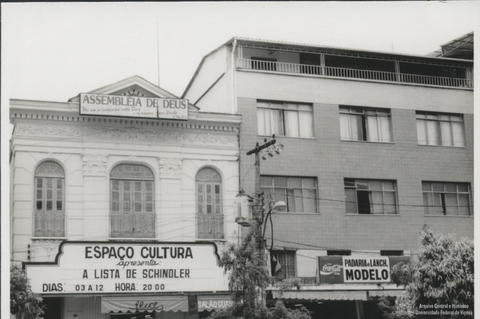 ASSEMBLÉIA DE DEUS
ESPAÇO CULTURA
apresenta
A LISTA DE SCHINDLER
DIAS: 03 A 12 HORA: 20:00
SALÃO
Coca-Cola
PADARIA e LANCH.
MODELO
Arquivo Central e Histórico
Universidade Federal de Viçosa